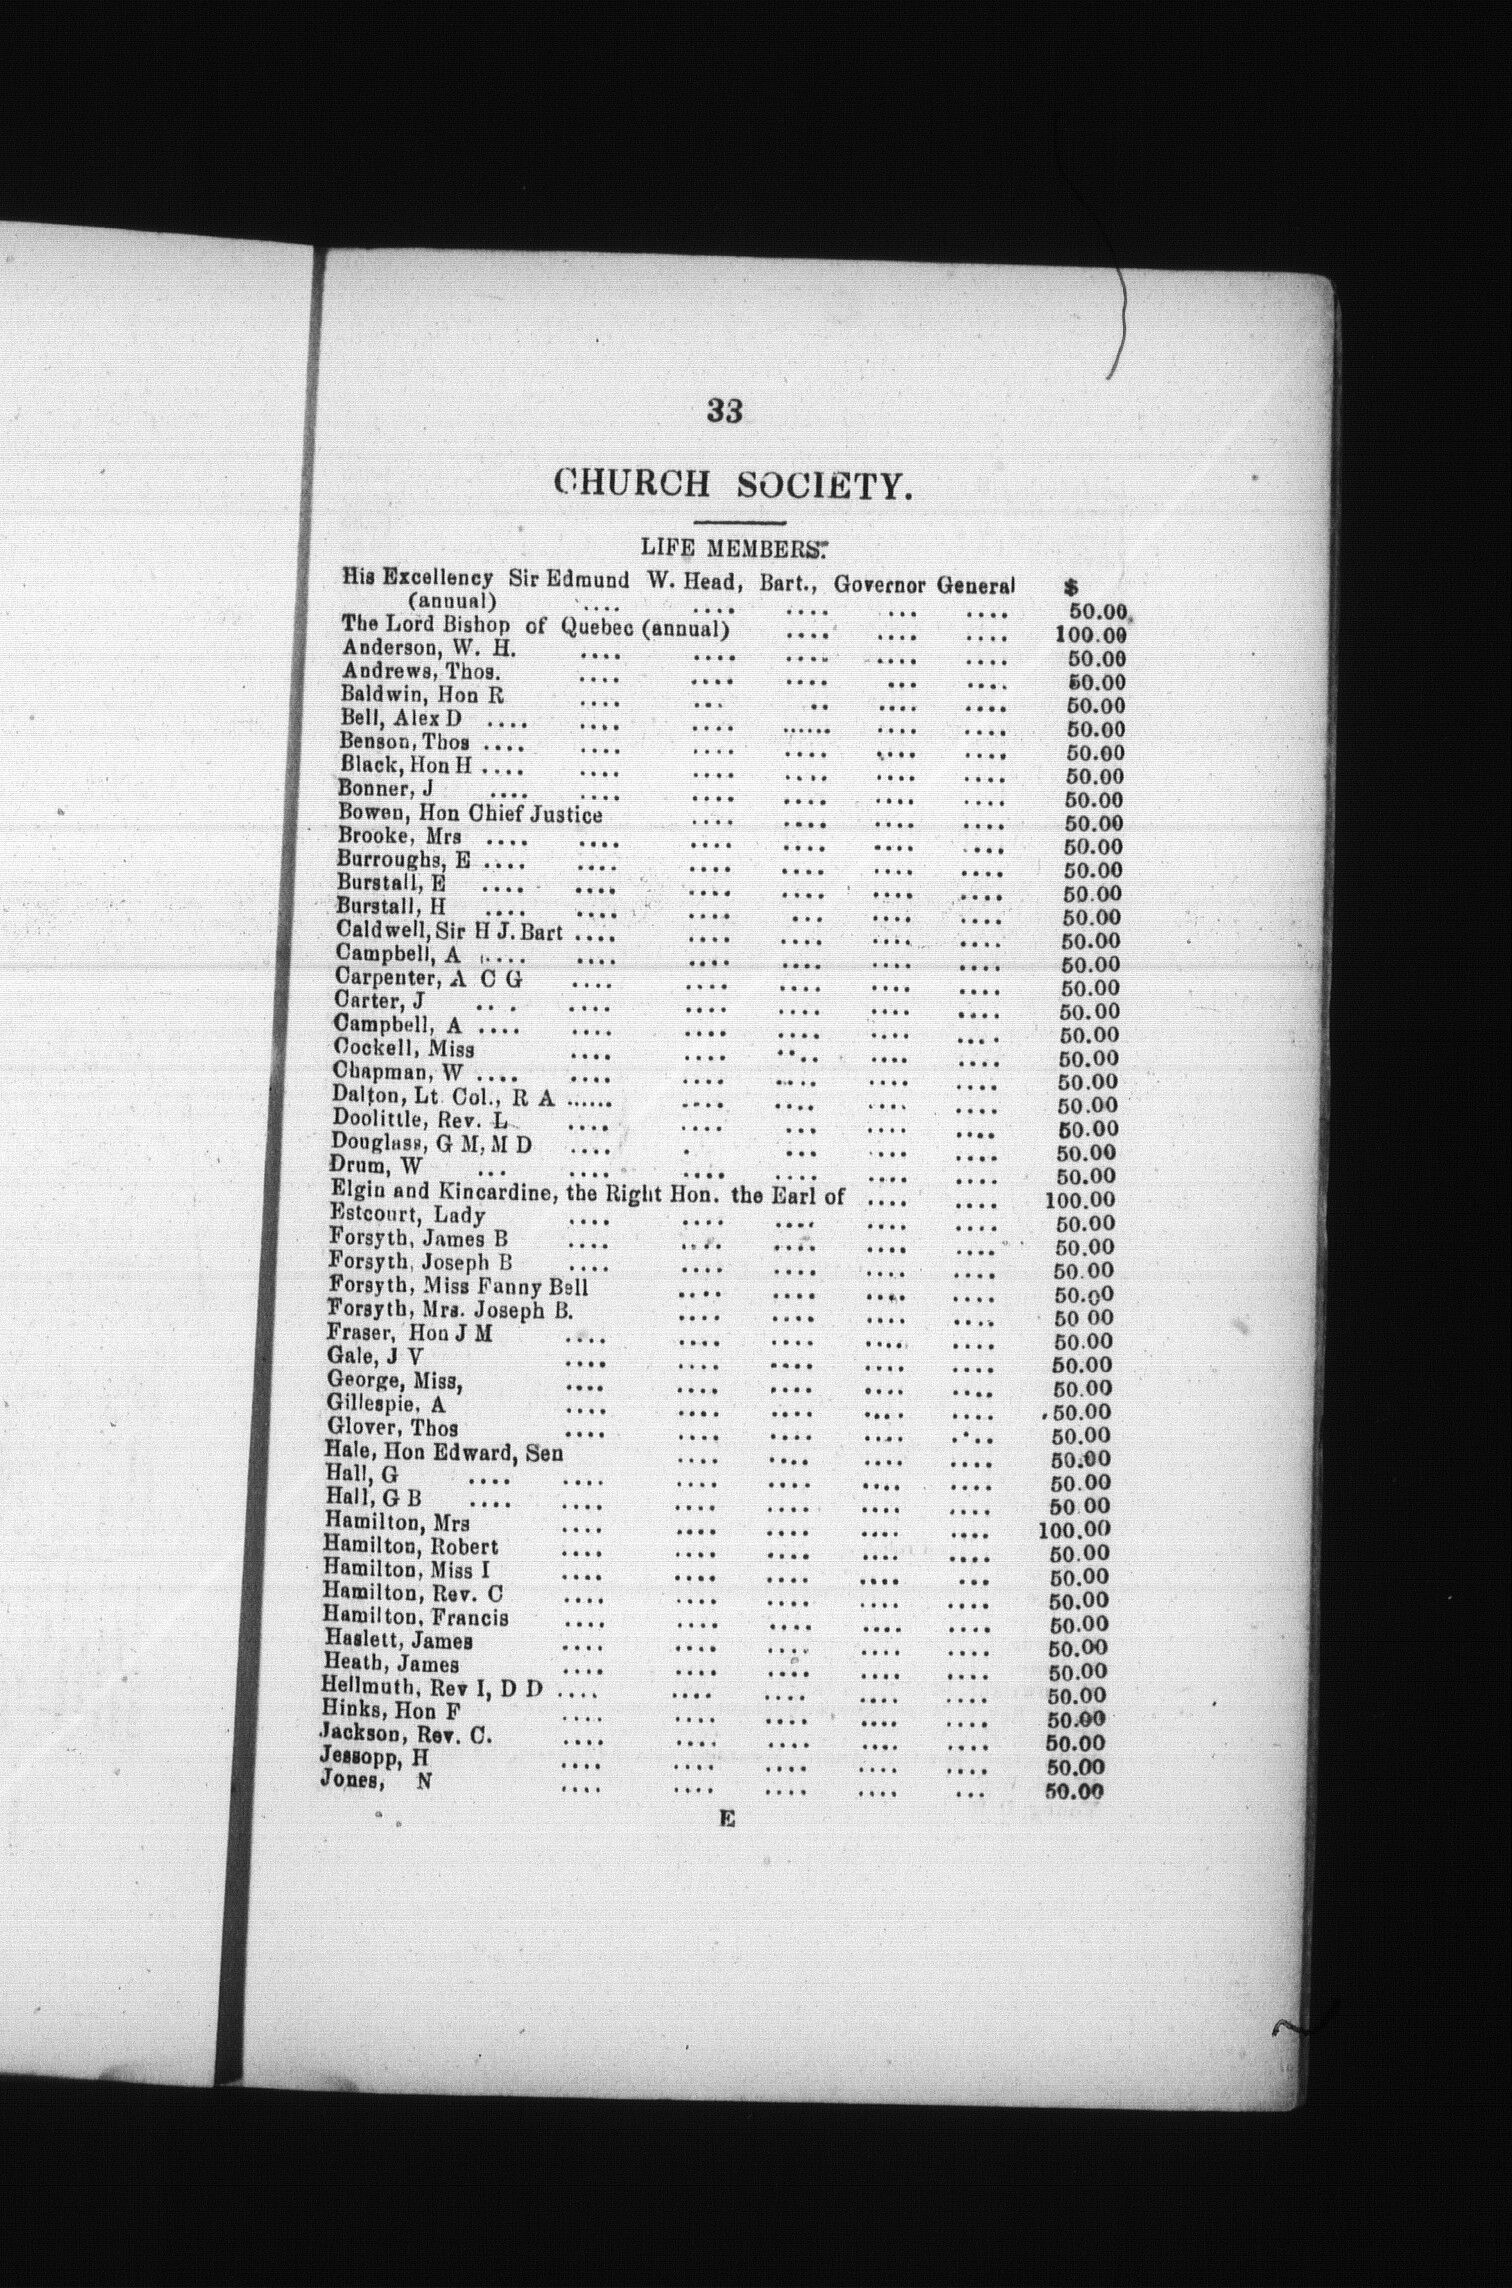 33
CHURCH SOCIETY.
LIFE MEMBERS.
His Excellency Sir Edmund W. Head, Bart., Governor General $
(annual) .... .... .... ... .... 50.00
The Lord Bishop of Quebec (annual) .... .... .... 100.00
Anderson, W. H. .... .... .... .... .... 50.00
Andrews, Thos. .... .... .... ... .... 50.00
Baldwin, Hon R .... ... .. .... .... 50.00
Bell, Alex D .... .... .... ...... .... .... 50.00
Benson, Thos .... .... .... .... .... .... 50.00
Black, Hon H .... .... .... .... .... .... 50.00
Bonner, J .... .... .... .... .... .... 50.00
Bowen, Hon Chief Justice .... .... .... .... 50.00
Brooke, Mrs .... .... .... .... .... .... 50.00
Burroughs, E .... .... .... .... .... .... 50.00
Burstall, E .... .... .... .... .... .... 50.00
Burstall, H .... .... .... ... .... .... 50.00
Caldwell, Sir H J. Bart .... .... .... .... .... 50.00
Campbell, A .... .... .... .... .... .... 50.00
Carpenter, A C G .... .... .... .... .... 50.00
Carter, J ... . .... .... .... .... .... 50.00
Campbell, A .... .... .... .... .... .... 50.00
Cockell, Miss .... .... .... .... .... 50.00
Chapman, W .... .... .... .... .... .... 50.00
Dalton, Lt. Col., R A ...... .... .... .... .... 50.00
Doolittle, Rev. L .... .... ... .... .... 50.00
Douglass, G M, M D .... . ... .... .... 50.00
Drum, W ... .... .... .... .... .... 50.00
Elgin and Kincardine, the Right Hon. the Earl of .... .... 100.00
Estcourt, Lady .... .... .... .... .... 50.00
Forsyth, James B .... .... .... .... .... 50.00
Forsyth, Joseph B .... .... .... .... .... 50.00
Forsyth, Miss Fanny Bell .... .... .... .... 50.00
Forsyth, Mrs. Joseph B. .... .... .... .... 50 00
Fraser, Hon J M .... .... .... .... .... 50.00
Gale, J V .... .... .... .... .... 50.00
George, Miss, .... .... .... .... .... 50.00
Gillespie, A .... .... .... .... .... 50.00
Glover, Thos .... .... .... .... .... 50.00
Hale, Hon Edward, Sen .... .... .... .... 50.00
Hall, G .... .... .... .... .... .... 50.00
Hall, G B .... .... .... .... .... .... 50 00
Hamilton, Mrs .... .... .... .... .... 100.00
Hamilton, Robert .... .... .... .... .... 50.00
Hamilton, Miss I .... .... .... .... ... 50.00
Hamilton, Rev. C .... .... .... .... .... 50.00
Hamilton, Francis .... .... .... .... .... 50.00
Haslett, James .... .... .... .... .... 50.00
Heath, James .... .... .... .... .... 50.00
Hellmuth, Rev I, D D .... .... .... .... .... 50.00
Hinks, Hon F .... .... .... .... .... 50.00
Jackson, Rev. C. .... .... .... .... .... 50.00
Jessopp, H .... .... .... .... .... 50.00
Jones, N .... .... .... .... ... 50.00
E